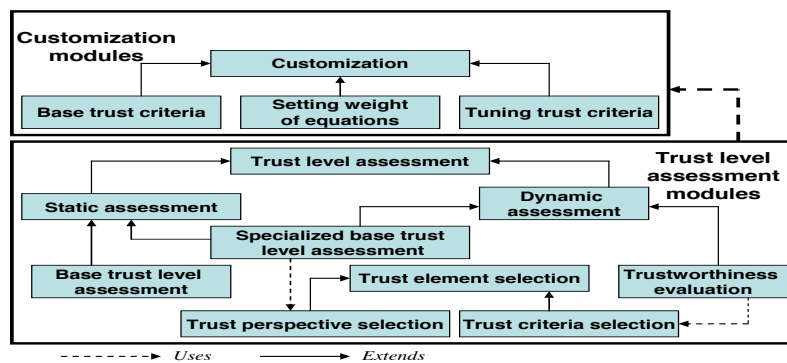 Customization
modules
Customization
Base trust criteria
Setting weight
of equations
Tuning trust criteria
Trust level assessment
Trust level
assessment
modules
Static assessment
Dynamic
assessment
Specialized base trust
level assessment
Base trust level
assessment
Trust element selection
Trustworthiness
evaluation
Trust perspective selection
Trust criteria selection
Uses
Extends